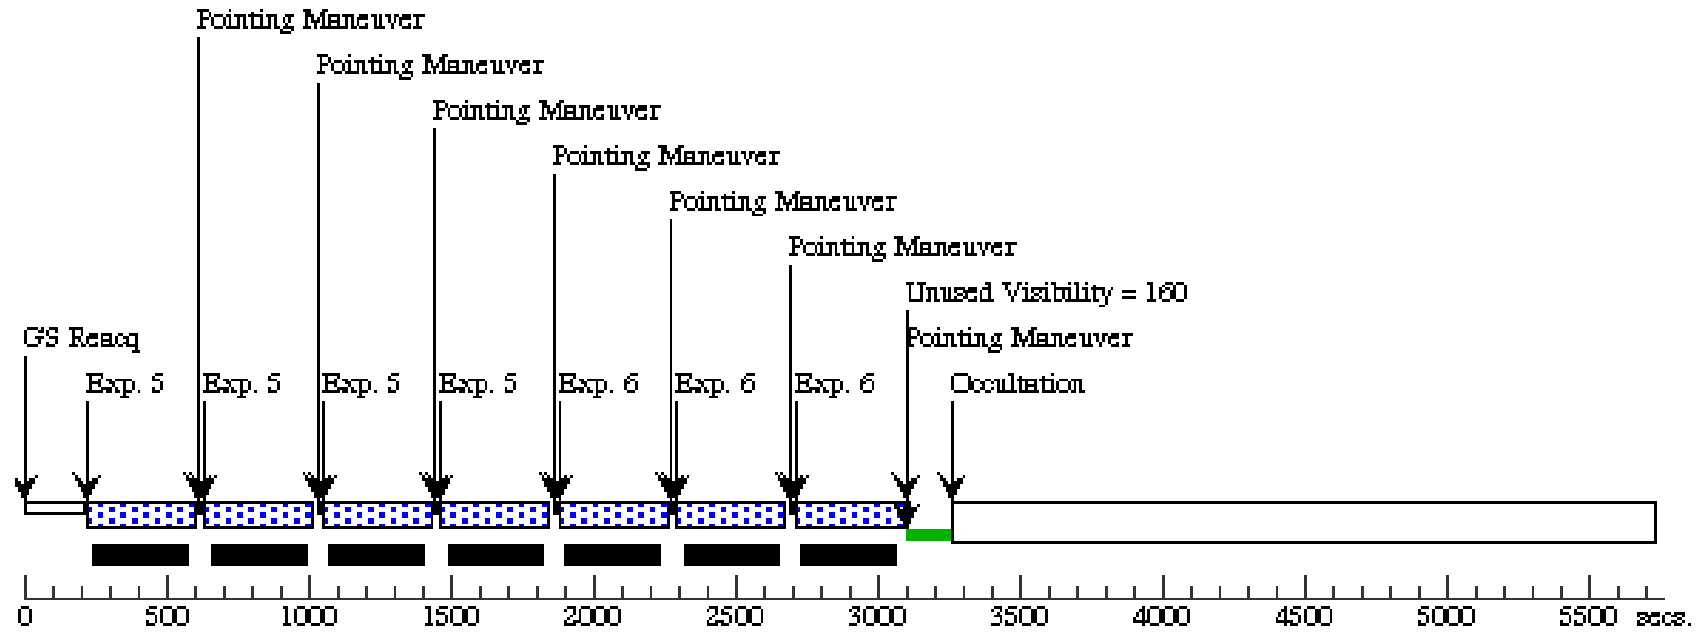 Pointing Maneuver
Pointing Maneuver
Pointing Maneuver
Pointing Maneuver
Pointing Maneuver
Pointing Maneuver
Unused Visibility = 160
GS Reacq Pointing Maneuver
Exp. 5 Exp. 5 Exp. 5 Exp. 5 Exp. 6 Exp. 6 Exp. 6 Occultation
0 500 1000 1500 2000 2500 3000 3500 4000 4500 5000 5500 secs.